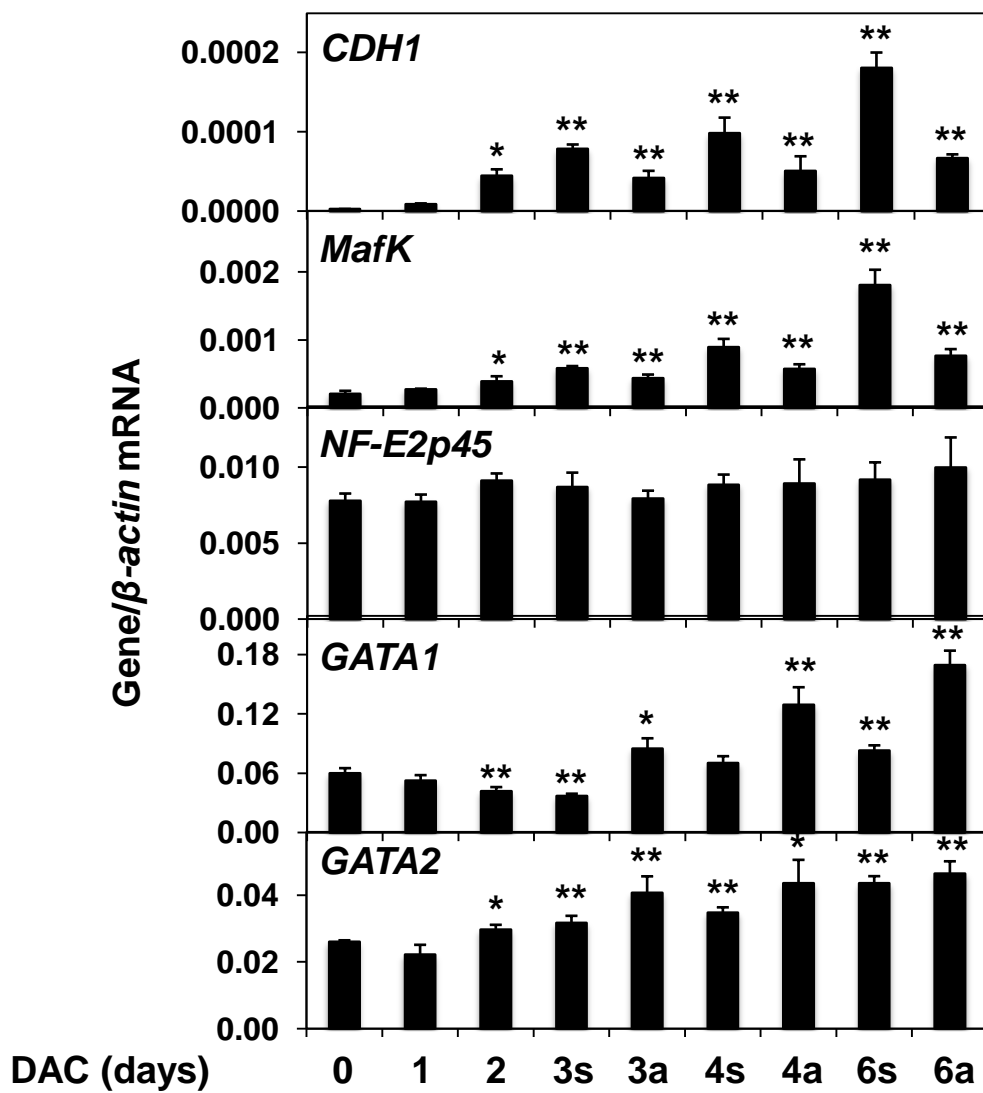 Gene/β-actin mRNA
CDH1
0.0002
0.0001
0.0000
* ** ** ** ** ** **
MafK
0.002
0.001
0.000
* ** ** ** ** ** **
NF-E2p45
0.010
0.005
0.000
GATA1
0.18
0.12
0.06
0.00
** ** * ** ** **
GATA2
0.04
0.02
0.00
* ** ** ** * ** **
DAC (days) 0 1 2 3s 3a 4s 4a 6s 6a